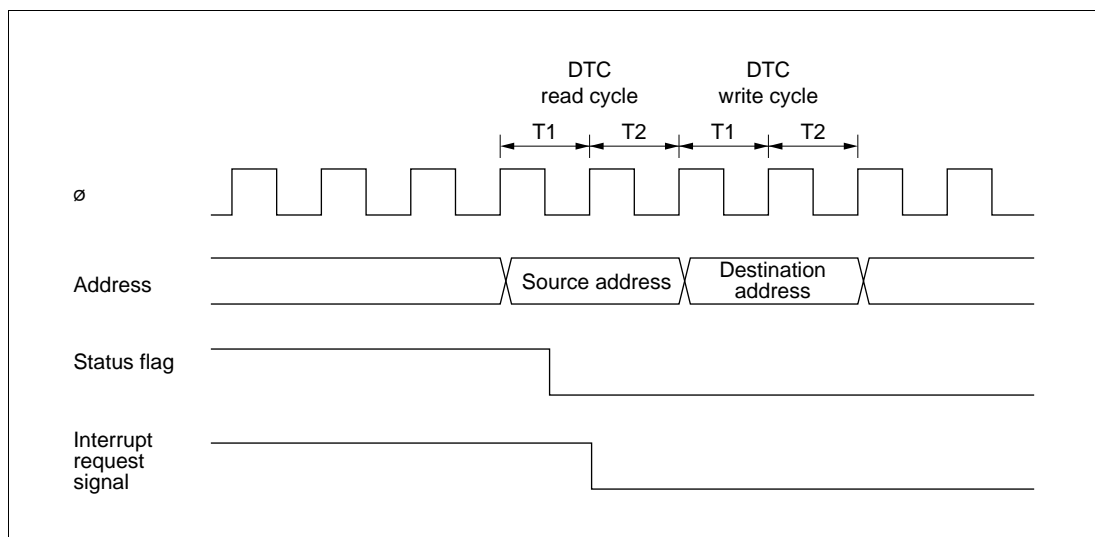 DTC
read cycle
DTC
write cycle
T1
T2
T1
T2
ø
Address
Source address
Destination
address
Status flag
Interrupt
request
signal